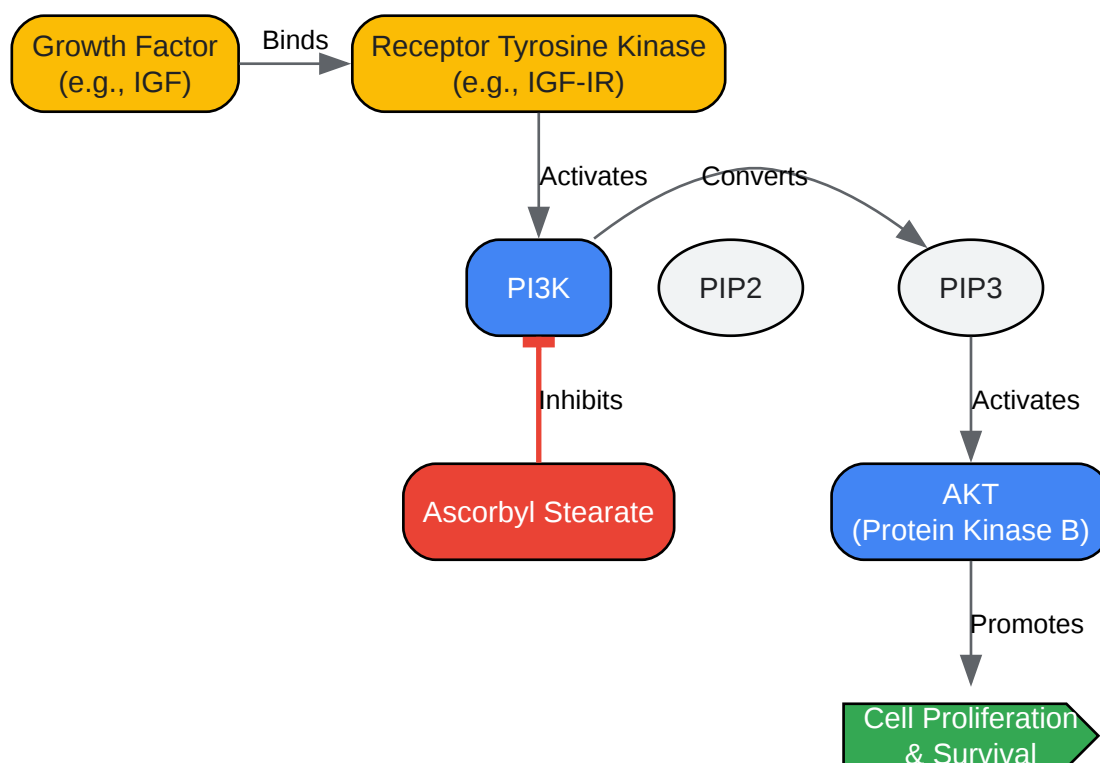 Growth Factor
(e.g., IGF)
Binds
Receptor Tyrosine Kinase
(e.g., IGF-IR)
Activates
Converts
PI3K
PIP2
PIP3
Inhibits
Activates
Ascorbyl Stearate
AKT
(Protein Kinase B)
Promotes
Cell Proliferation
& Survival